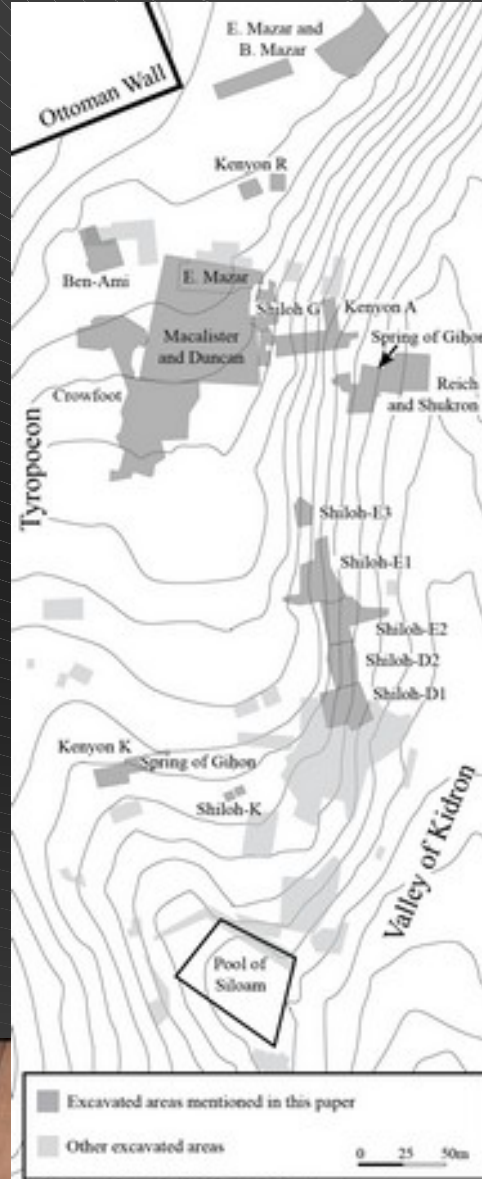 E. Mazar and
B. Mazar
Ottoman Wall
Kenyon R
Ben-Ami
E. Mazar
Shiloh G
Kenyon A
Macalister
and Duncan
Spring of Gihon
Crowfoot
Reich
and Shukron
Tyropoeon
Shiloh-E3
Shiloh-E1
Shiloh-E2
Shiloh-D2
Shiloh-D1
Kenyon K
Spring of Gihon
Shiloh-K
Valley of Kidron
Pool of
Siloam
Excavated areas mentioned in this paper
Other excavated areas
0 25 50m